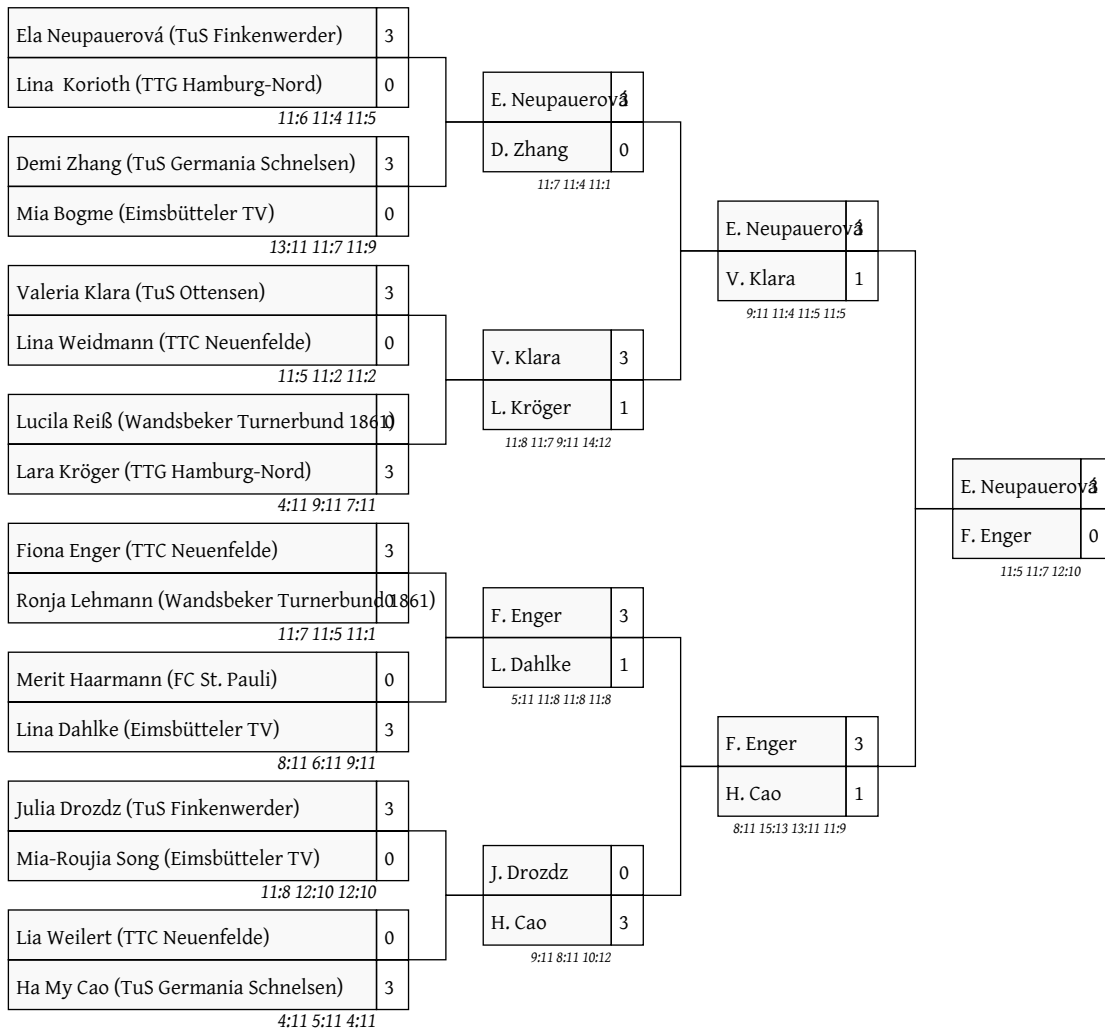 Ela Neupauerová (TuS Finkenwerder) 3
Lina Korioth (TTG Hamburg-Nord) 0
11:6 11:4 11:5
Demi Zhang (TuS Germania Schnelsen) 3
Mia Bogme (Eimsbütteler TV) 0
13:11 11:7 11:9
Valeria Klara (TuS Ottensen) 3
Lina Weidmann (TTC Neuenfelde) 0
11:5 11:2 11:2
Lucila Reiß (Wandsbeker Turnerbund 1861) 0
Lara Kröger (TTG Hamburg-Nord) 3
4:11 9:11 7:11
Fiona Enger (TTC Neuenfelde) 3
Ronja Lehmann (Wandsbeker Turnerbund 1861) 0
11:7 11:5 11:1
Merit Haarmann (FC St. Pauli) 0
Lina Dahlke (Eimsbütteler TV) 3
8:11 6:11 9:11
Julia Drozdz (TuS Finkenwerder) 3
Mia-Roujia Song (Eimsbütteler TV) 0
11:8 12:10 12:10
Lia Weilert (TTC Neuenfelde) 0
Ha My Cao (TuS Germania Schnelsen) 3
4:11 5:11 4:11
E. Neupauerová 3
D. Zhang 0
11:7 11:4 11:1
V. Klara 3
L. Kröger 1
11:8 11:7 9:11 14:12
F. Enger 3
L. Dahlke 1
5:11 11:8 11:8 11:8
J. Drozdz 0
H. Cao 3
9:11 8:11 10:12
E. Neupauerová 3
V. Klara 1
9:11 11:4 11:5 11:5
F. Enger 3
H. Cao 1
8:11 15:13 13:11 11:9
E. Neupauerová 3
F. Enger 0
11:5 11:7 12:10